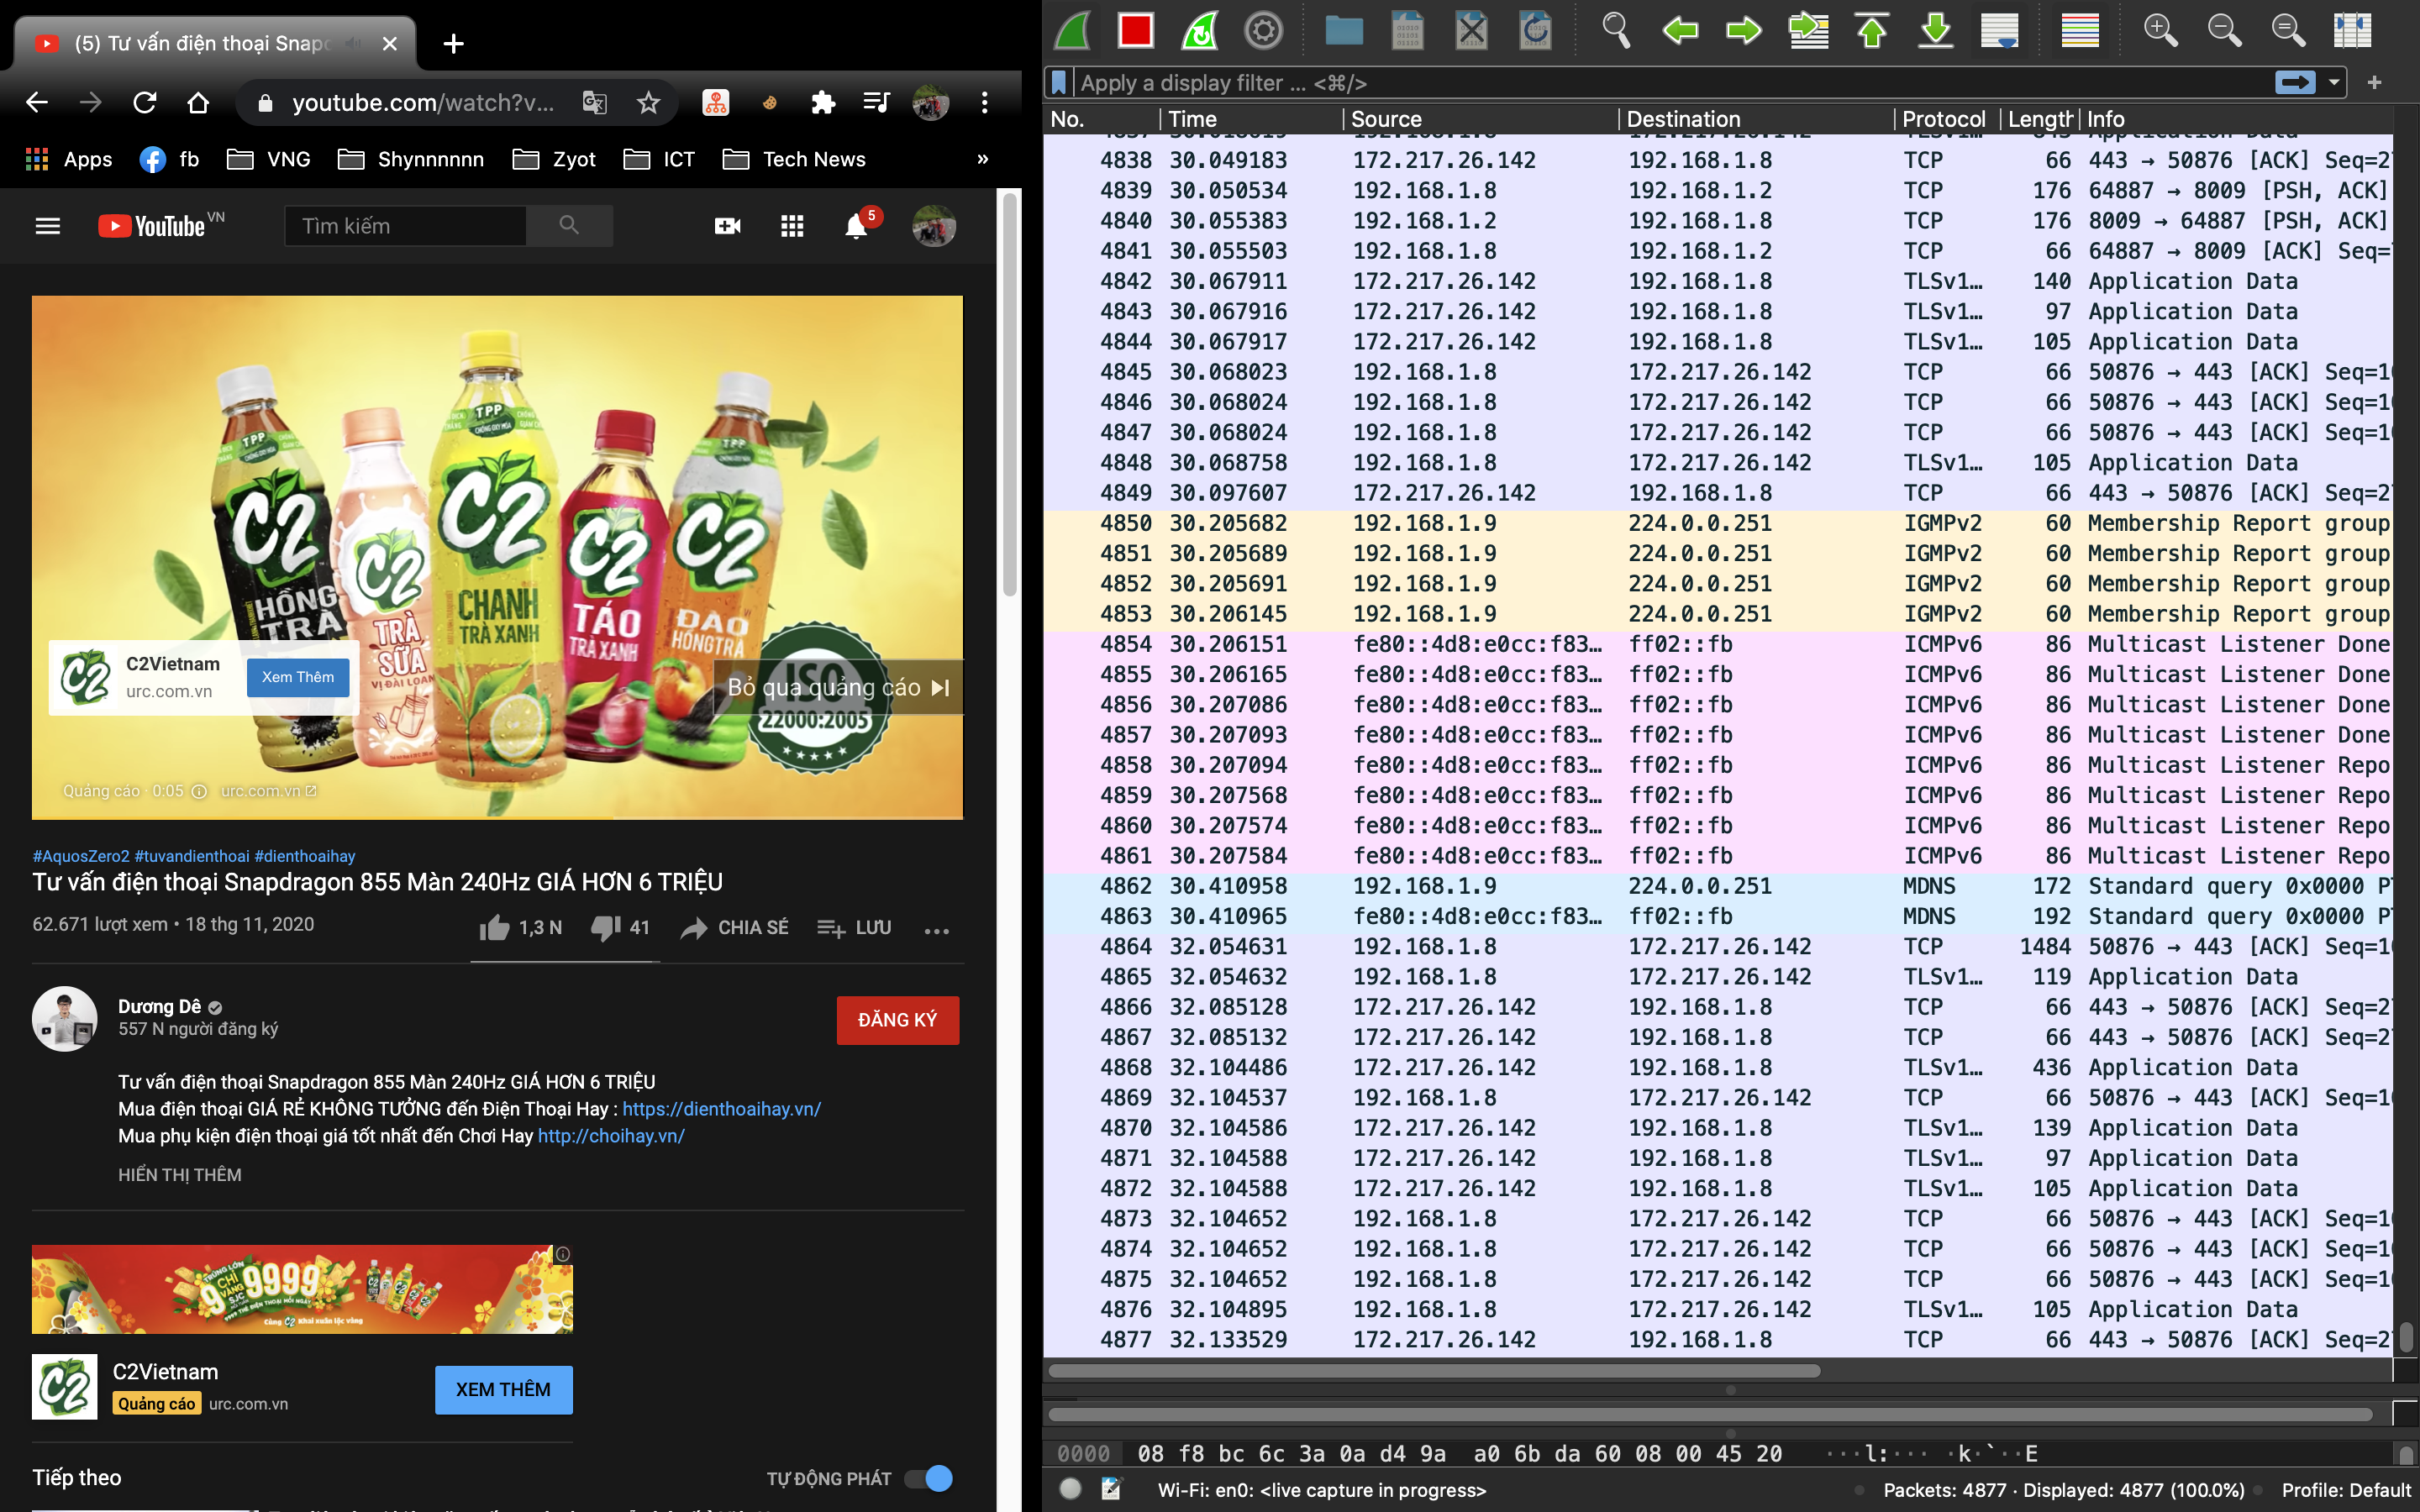 (5) Tư vấn điện thoại Snap
youtube.com/watch?v...
Apps fb VNG Shynnnnnn Zyot ICT Tech News »
YouTube VN
Tìm kiếm
5
TPP
C2
HỒNG TRÀ
C2
TRÀ SỮA
VỊ ĐÀI LOAN
TPP
C2
CHANH
TRÀ XANH
C2
TÁO
TRÀ XANH
TPP
C2
ĐÀO
HỒNG TRÀ
ISO
22000:2005
C2
C2Vietnam
urc.com.vn
Xem Thêm
Bỏ qua quảng cáo
Quảng cáo · 0:05 urc.com.vn
#AquosZero2 #tuvandienthoai #dienthoaihay
Tư vấn điện thoại Snapdragon 855 Màn 240Hz GIÁ HƠN 6 TRIỆU
62.671 lượt xem • 18 thg 11, 2020
1,3 N 41 CHIA SẺ LƯU ...
Dương Dê
557 N người đăng ký
ĐĂNG KÝ
Tư vấn điện thoại Snapdragon 855 Màn 240Hz GIÁ HƠN 6 TRIỆU
Mua điện thoại GIÁ RẺ KHÔNG TƯỞNG đến Điện Thoại Hay : https://dienthoaihay.vn/
Mua phụ kiện điện thoại giá tốt nhất đến Chơi Hay http://choihay.vn/
HIỂN THỊ THÊM
TRÚNG LỚN
9 CHỈ VÀNG SJC
9999
9999 THẺ ĐIỆN THOẠI MỖI NGÀY
Cùng C2 Khai xuân lộc vàng
C2
C2Vietnam
Quảng cáo urc.com.vn
XEM THÊM
Tiếp theo
TỰ ĐỘNG PHÁT
Apply a display filter ... <⌘/>
No. Time Source Destination Protocol Length Info
4838 30.049183 172.217.26.142 192.168.1.8 TCP 66 443 → 50876 [ACK] Seq=2
4839 30.050534 192.168.1.8 192.168.1.2 TCP 176 64887 → 8009 [PSH, ACK]
4840 30.055383 192.168.1.2 192.168.1.8 TCP 176 8009 → 64887 [PSH, ACK]
4841 30.055503 192.168.1.8 192.168.1.2 TCP 66 64887 → 8009 [ACK] Seq=
4842 30.067911 172.217.26.142 192.168.1.8 TLSv1… 140 Application Data
4843 30.067916 172.217.26.142 192.168.1.8 TLSv1… 97 Application Data
4844 30.067917 172.217.26.142 192.168.1.8 TLSv1… 105 Application Data
4845 30.068023 192.168.1.8 172.217.26.142 TCP 66 50876 → 443 [ACK] Seq=1
4846 30.068024 192.168.1.8 172.217.26.142 TCP 66 50876 → 443 [ACK] Seq=1
4847 30.068024 192.168.1.8 172.217.26.142 TCP 66 50876 → 443 [ACK] Seq=1
4848 30.068758 192.168.1.8 172.217.26.142 TLSv1… 105 Application Data
4849 30.097607 172.217.26.142 192.168.1.8 TCP 66 443 → 50876 [ACK] Seq=2
4850 30.205682 192.168.1.9 224.0.0.251 IGMPv2 60 Membership Report group
4851 30.205689 192.168.1.9 224.0.0.251 IGMPv2 60 Membership Report group
4852 30.205691 192.168.1.9 224.0.0.251 IGMPv2 60 Membership Report group
4853 30.206145 192.168.1.9 224.0.0.251 IGMPv2 60 Membership Report group
4854 30.206151 fe80::4d8:e0cc:f83… ff02::fb ICMPv6 86 Multicast Listener Done
4855 30.206165 fe80::4d8:e0cc:f83… ff02::fb ICMPv6 86 Multicast Listener Done
4856 30.207086 fe80::4d8:e0cc:f83… ff02::fb ICMPv6 86 Multicast Listener Done
4857 30.207093 fe80::4d8:e0cc:f83… ff02::fb ICMPv6 86 Multicast Listener Done
4858 30.207094 fe80::4d8:e0cc:f83… ff02::fb ICMPv6 86 Multicast Listener Repo
4859 30.207568 fe80::4d8:e0cc:f83… ff02::fb ICMPv6 86 Multicast Listener Repo
4860 30.207574 fe80::4d8:e0cc:f83… ff02::fb ICMPv6 86 Multicast Listener Repo
4861 30.207584 fe80::4d8:e0cc:f83… ff02::fb ICMPv6 86 Multicast Listener Repo
4862 30.410958 192.168.1.9 224.0.0.251 MDNS 172 Standard query 0x0000 P
4863 30.410965 fe80::4d8:e0cc:f83… ff02::fb MDNS 192 Standard query 0x0000 P
4864 32.054631 192.168.1.8 172.217.26.142 TCP 1484 50876 → 443 [ACK] Seq=1
4865 32.054632 192.168.1.8 172.217.26.142 TLSv1… 119 Application Data
4866 32.085128 172.217.26.142 192.168.1.8 TCP 66 443 → 50876 [ACK] Seq=2
4867 32.085132 172.217.26.142 192.168.1.8 TCP 66 443 → 50876 [ACK] Seq=2
4868 32.104486 172.217.26.142 192.168.1.8 TLSv1… 436 Application Data
4869 32.104537 192.168.1.8 172.217.26.142 TCP 66 50876 → 443 [ACK] Seq=1
4870 32.104586 172.217.26.142 192.168.1.8 TLSv1… 139 Application Data
4871 32.104588 172.217.26.142 192.168.1.8 TLSv1… 97 Application Data
4872 32.104588 172.217.26.142 192.168.1.8 TLSv1… 105 Application Data
4873 32.104652 192.168.1.8 172.217.26.142 TCP 66 50876 → 443 [ACK] Seq=1
4874 32.104652 192.168.1.8 172.217.26.142 TCP 66 50876 → 443 [ACK] Seq=1
4875 32.104652 192.168.1.8 172.217.26.142 TCP 66 50876 → 443 [ACK] Seq=1
4876 32.104895 192.168.1.8 172.217.26.142 TLSv1… 105 Application Data
4877 32.133529 172.217.26.142 192.168.1.8 TCP 66 443 → 50876 [ACK] Seq=2
0000 08 f8 bc 6c 3a 0a d4 9a a0 6b da 60 08 00 45 20 ···l:··· ·k·`··E
Wi-Fi: en0: <live capture in progress>
Packets: 4877 · Displayed: 4877 (100.0%)
Profile: Default